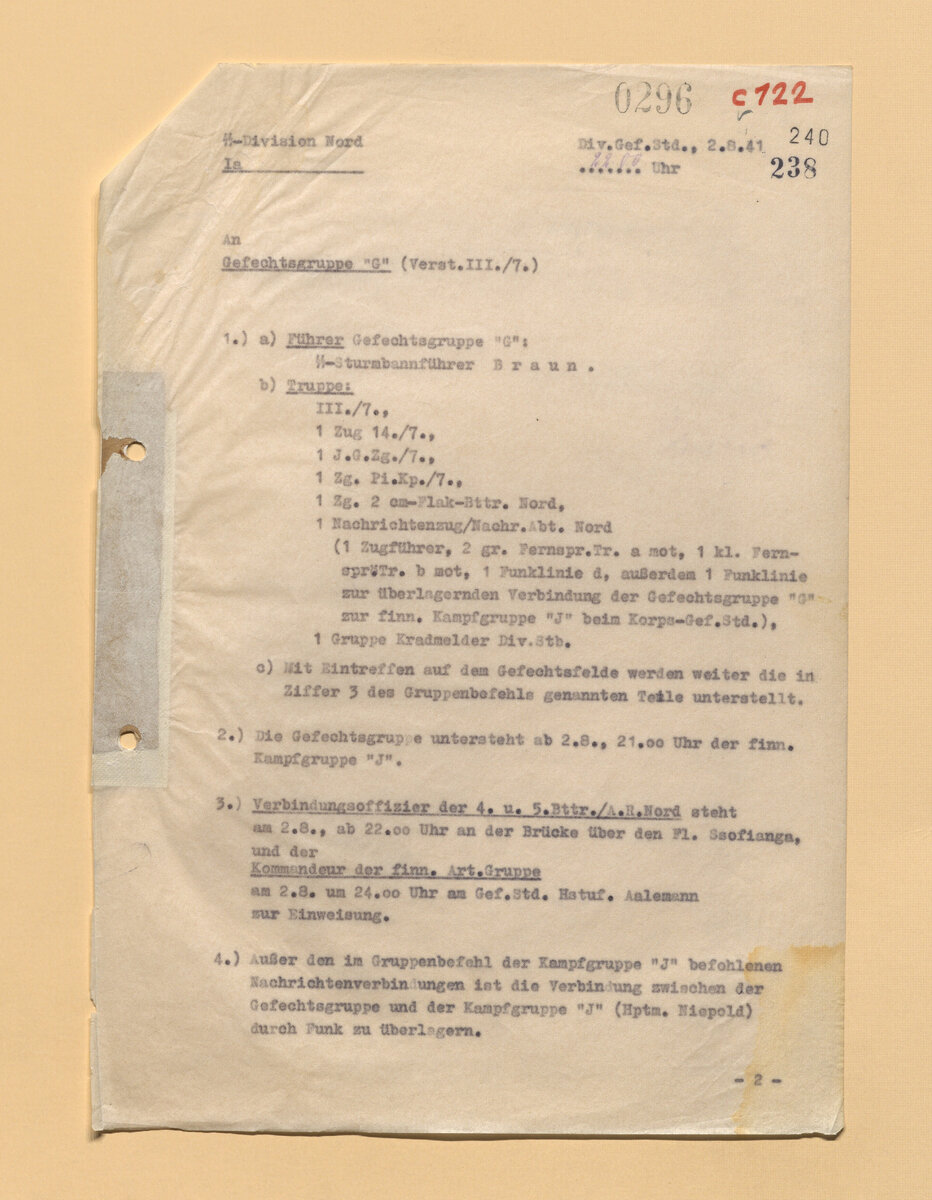 0296 c 122
ᛋᛋ-Division Nord Div.Gef.Std., 2.8.41 240
Ia ....... Uhr 238
An
Gefechtsgruppe "G" (Verst.III./7.)
1.) a) Führer Gefechtsgruppe "G":
ᛋᛋ-Sturmbannführer B r a u n .
b) Truppe:
III./7.,
1 Zug 14./7.,
1 J.G.Zg./7.,
1 Zg. Pi.Kp./7.,
1 Zg. 2 cm-Flak-Bttr. Nord,
1 Nachrichtenzug/Nachr.Abt. Nord
(1 Zugführer, 2 gr. Fernspr.Tr. a mot, 1 kl. Fern-
spr.Tr. b mot, 1 Funklinie d, außerdem 1 Funklinie
zur überlagernden Verbindung der Gefechtsgruppe "G"
zur finn. Kampfgruppe "J" beim Korps-Gef.Std.),
1 Gruppe Kradmelder Div.Stb.
c) Mit Eintreffen auf dem Gefechtsfelde werden weiter die in
Ziffer 3 des Gruppenbefehls genannten Teile unterstellt.
2.) Die Gefechtsgruppe untersteht ab 2.8., 21.oo Uhr der finn.
Kampfgruppe "J".
3.) Verbindungsoffizier der 4. u. 5.Bttr./A.R.Nord steht
am 2.8., ab 22.oo Uhr an der Brücke über den Fl. Ssofianga,
und der
Kommandeur der finn. Art.Gruppe
am 2.8. um 24.oo Uhr am Gef.Std. Hstuf. Aalemann
zur Einweisung.
4.) Außer den im Gruppenbefehl der Kampfgruppe "J" befohlenen
Nachrichtenverbindungen ist die Verbindung zwischen der
Gefechtsgruppe und der Kampfgruppe "J" (Hptm. Niepold)
durch Funk zu überlagern.
- 2 -